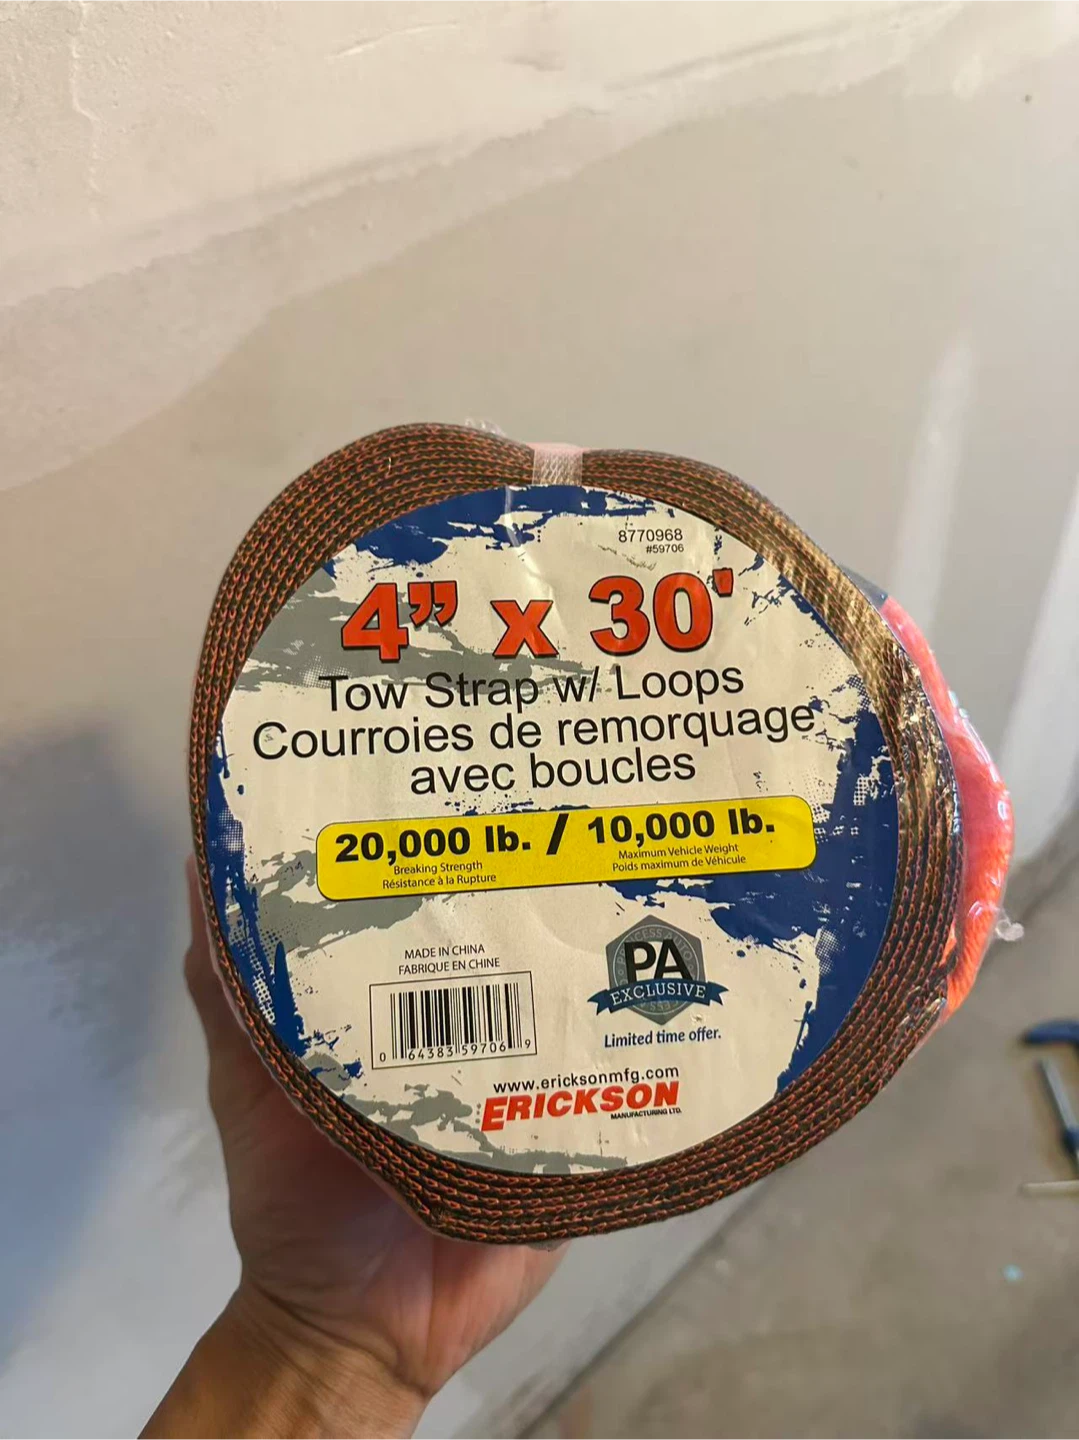 8770968
#59706
4” x 30'
Tow Strap w/ Loops
Courroies de remorquage
avec boucles
20,000 lb. / 10,000 lb.
Breaking Strength
Résistance à la Rupture
Maximum Vehicle Weight
Poids maximum de Véhicule
MADE IN CHINA
FABRIQUE EN CHINE
0 64383 59706 9
PA
EXCLUSIVE
Limited time offer.
www.ericksonmfg.com
ERICKSON
MANUFACTURING LTD.